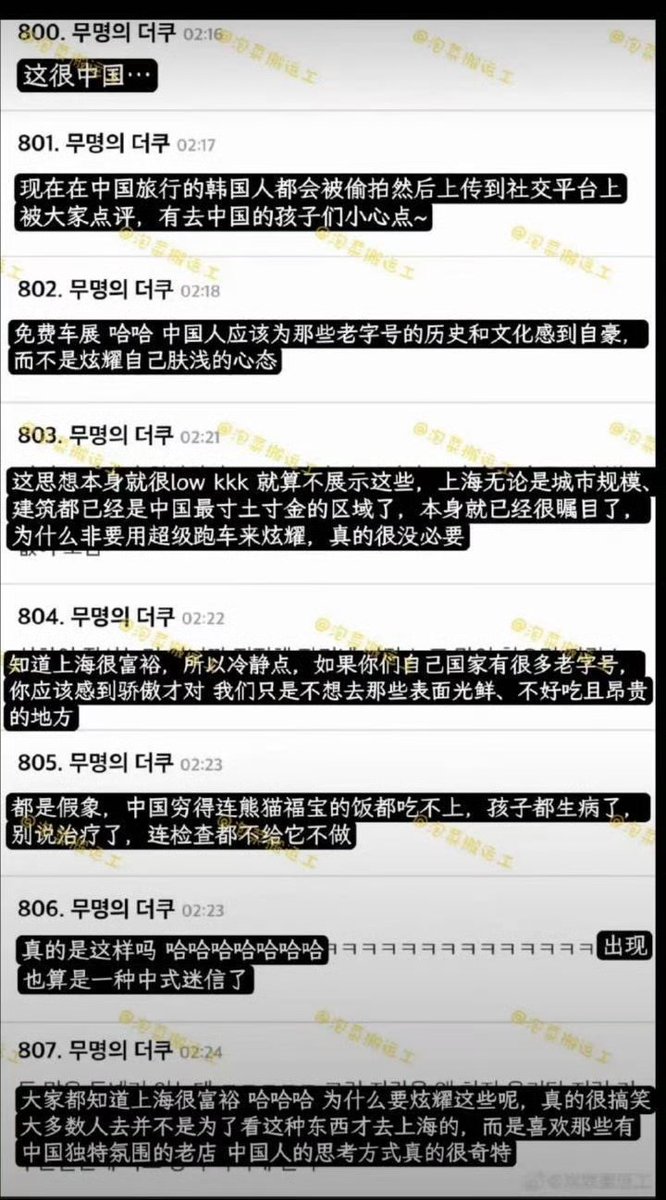 800. 무명의 더쿠 02:16
这很中国…
801. 무명의 더쿠 02:17
现在在中国旅行的韩国人都会被偷拍然后上传到社交平台上
被大家点评，有去中国的孩子们小心点~
802. 무명의 더쿠 02:18
免费车展 哈哈 中国人应该为那些老字号的历史和文化感到自豪，
而不是炫耀自己肤浅的心态
803. 무명의 더쿠 02:21
这思想本身就很low kkk 就算不展示这些，上海无论是城市规模、
建筑都已经是中国最寸土寸金的区域了，本身就已经很瞩目了，
为什么非要用超级跑车来炫耀，真的很没必要
804. 무명의 더쿠 02:22
知道上海很富裕，所以冷静点，如果你们自己国家有很多老字号，
你应该感到骄傲才对 我们只是不想去那些表面光鲜、不好吃且昂贵
的地方
805. 무명의 더쿠 02:23
都是假象，中国穷得连熊猫福宝的饭都吃不上，孩子都生病了，
别说治疗了，连检查都不给它不做
806. 무명의 더쿠 02:23
真的是这样吗 哈哈哈哈哈哈哈ㅋㅋㅋㅋㅋㅋㅋㅋㅋㅋㅋㅋㅋㅋ 出现
也算是一种中式迷信了
807. 무명의 더쿠 02:24
大家都知道上海很富裕 哈哈哈 为什么要炫耀这些呢，真的很搞笑
大多数人去并不是为了看这种东西才去上海的，而是喜欢那些有
中国独特氛围的老店 中国人的思考方式真的很奇特
@淘菜搬运工